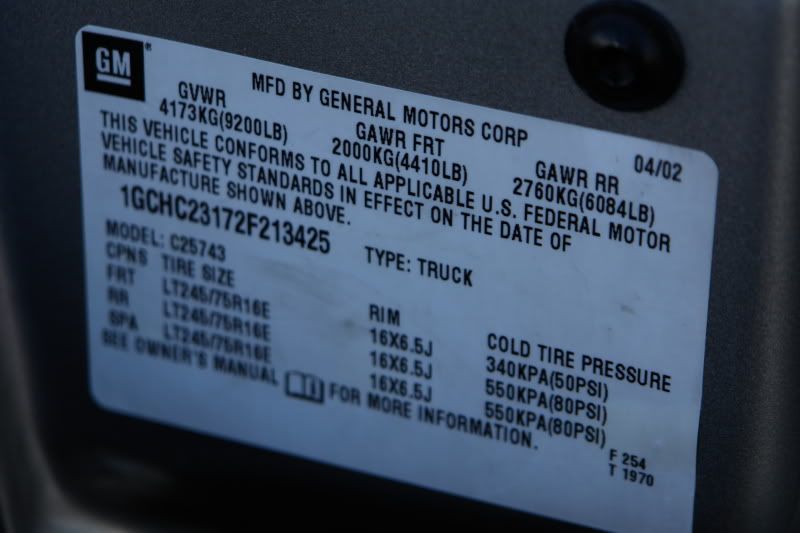 GM®
MFD BY GENERAL MOTORS CORP 04/02
GVWR GAWR FRT GAWR RR
4173KG(9200LB) 2000KG(4410LB) 2760KG(6084LB)
THIS VEHICLE CONFORMS TO ALL APPLICABLE U.S. FEDERAL MOTOR
VEHICLE SAFETY STANDARDS IN EFFECT ON THE DATE OF
MANUFACTURE SHOWN ABOVE.
1GCHC23172F213425 TYPE: TRUCK
MODEL: C25743
CPNS TIRE SIZE RIM COLD TIRE PRESSURE
FRT LT245/75R16E 16X6.5J 340KPA(50PSI)
RR LT245/75R16E 16X6.5J 550KPA(80PSI)
SPA LT245/75R16E 16X6.5J 550KPA(80PSI)
SEE OWNER'S MANUAL FOR MORE INFORMATION.
F 254
T 1970